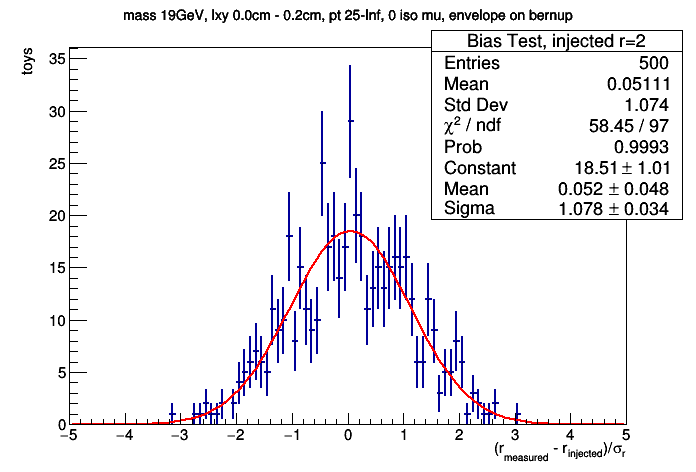 mass 19GeV, lxy 0.0cm - 0.2cm, pt 25-Inf, 0 iso mu, envelope on bernup
Bias Test, injected r=2
Entries 500
Mean 0.05111
Std Dev 1.074
χ² / ndf 58.45 / 97
Prob 0.9993
Constant 18.51 ± 1.01
Mean 0.052 ± 0.048
Sigma 1.078 ± 0.034
toys
35
30
25
20
15
10
5
0
−5 −4 −3 −2 −1 0 1 2 3 4 5
(r_measured - r_injected)/σ_r